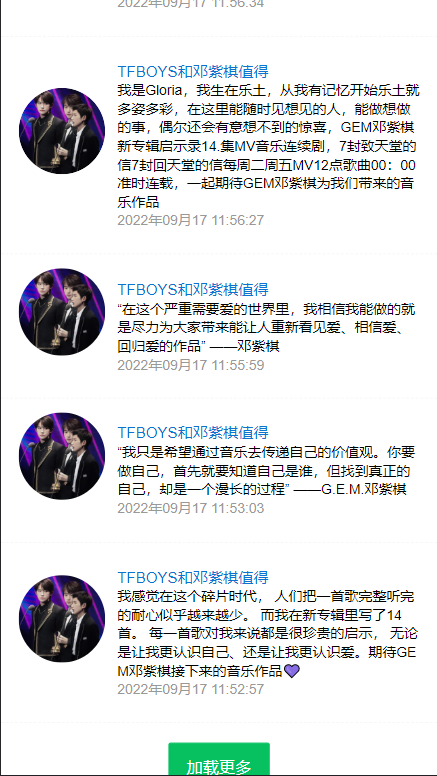 2022年09月17 11:56:34
TFBOYS和邓紫棋值得
我是Gloria，我生在乐土，从我有记忆开始乐土就
多姿多彩，在这里能随时见想见的人，能做想做
的事，偶尔还会有意想不到的惊喜，GEM邓紫棋
新专辑启示录14.集MV音乐连续剧，7封致天堂的
信7封回天堂的信每周二周五MV12点歌曲00：00
准时连载，一起期待GEM邓紫棋为我们带来的音
乐作品
2022年09月17 11:56:27
TFBOYS和邓紫棋值得
“在这个严重需要爱的世界里，我相信我能做的就
是尽力为大家带来能让人重新看见爱、相信爱、
回归爱的作品” ——邓紫棋
2022年09月17 11:55:59
TFBOYS和邓紫棋值得
“我只是希望通过音乐去传递自己的价值观。你要
做自己，首先就要知道自己是谁，但找到真正的
自己，却是一个漫长的过程” ——G.E.M.邓紫棋
2022年09月17 11:53:03
TFBOYS和邓紫棋值得
我感觉在这个碎片时代， 人们把一首歌完整听完
的耐心似乎越来越少。 而我在新专辑里写了14
首。 每一首歌对我来说都是很珍贵的启示， 无论
是让我更认识自己、还是让我更认识爱。期待GE
M邓紫棋接下来的音乐作品💜
2022年09月17 11:52:57
加载更多